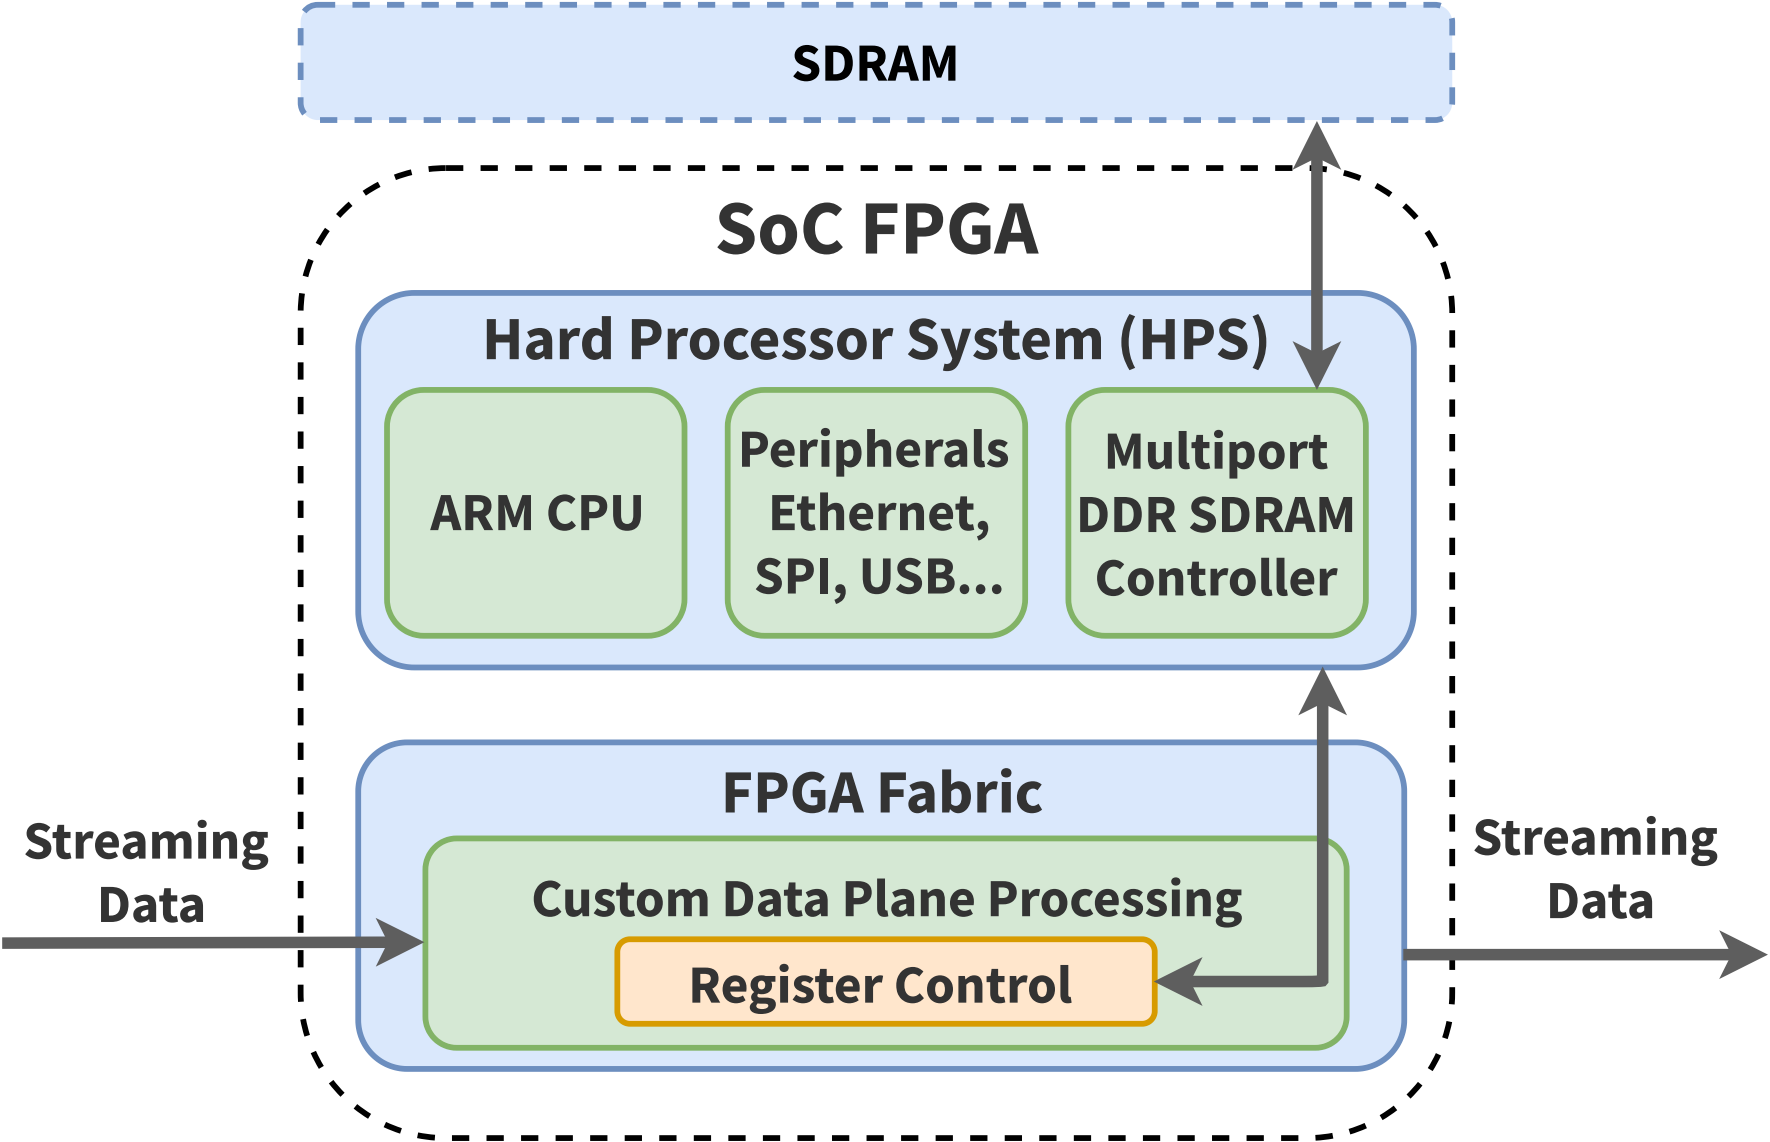 SDRAM
SoC FPGA
Hard Processor System (HPS)
ARM CPU
Peripherals
Ethernet,
SPI, USB...
Multiport
DDR SDRAM
Controller
FPGA Fabric
Streaming
Data
Custom Data Plane Processing
Register Control
Streaming
Data